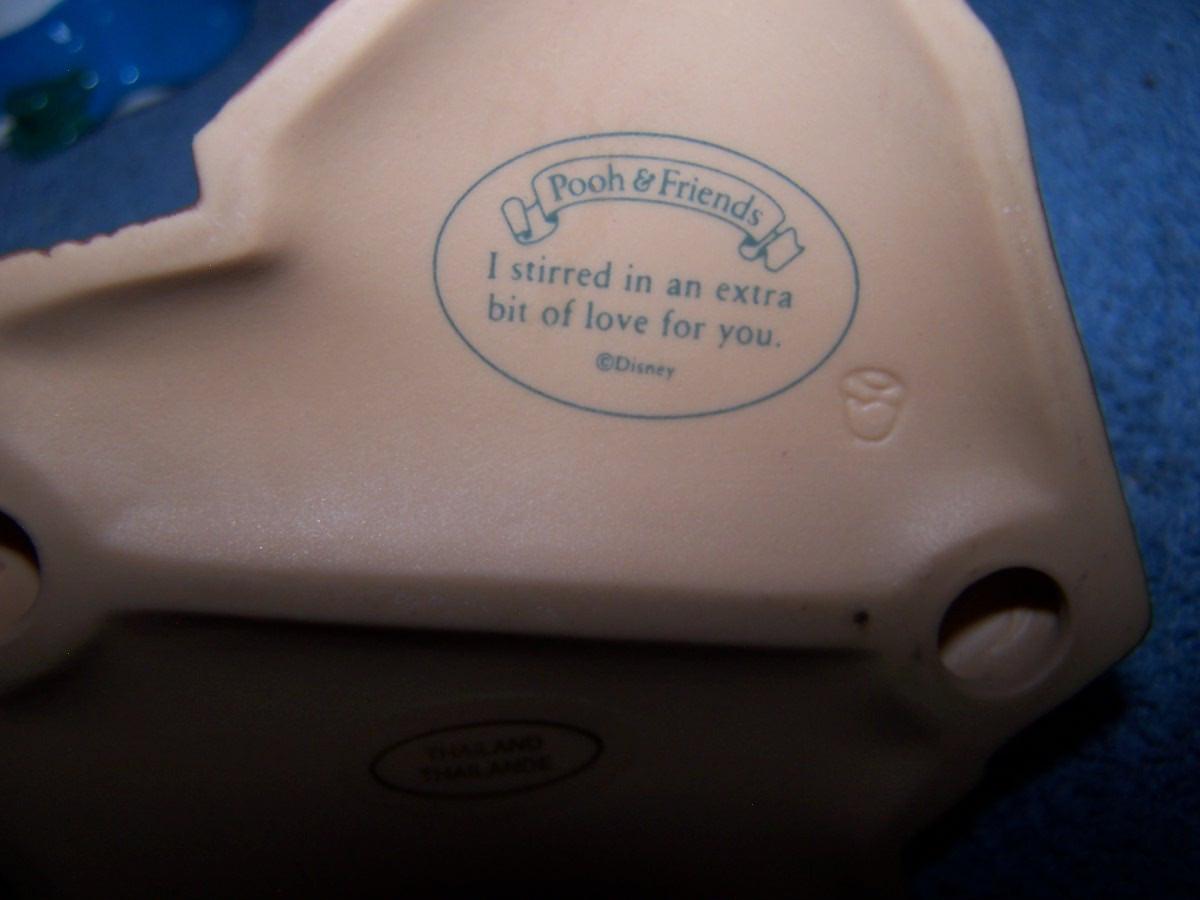 Pooh & Friends
I stirred in an extra
bit of love for you.
©Disney
THAILAND
THAILANDE